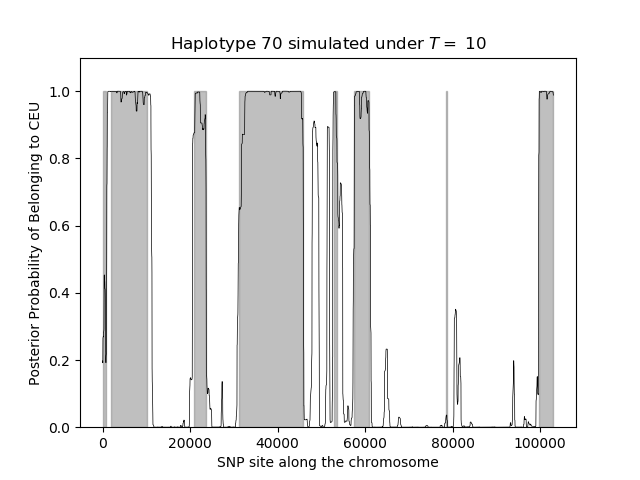 Haplotype 70 simulated under T = 10
Posterior Probability of Belonging to CEU
1.0
0.8
0.6
0.4
0.2
0.0
0 20000 40000 60000 80000 100000
SNP site along the chromosome